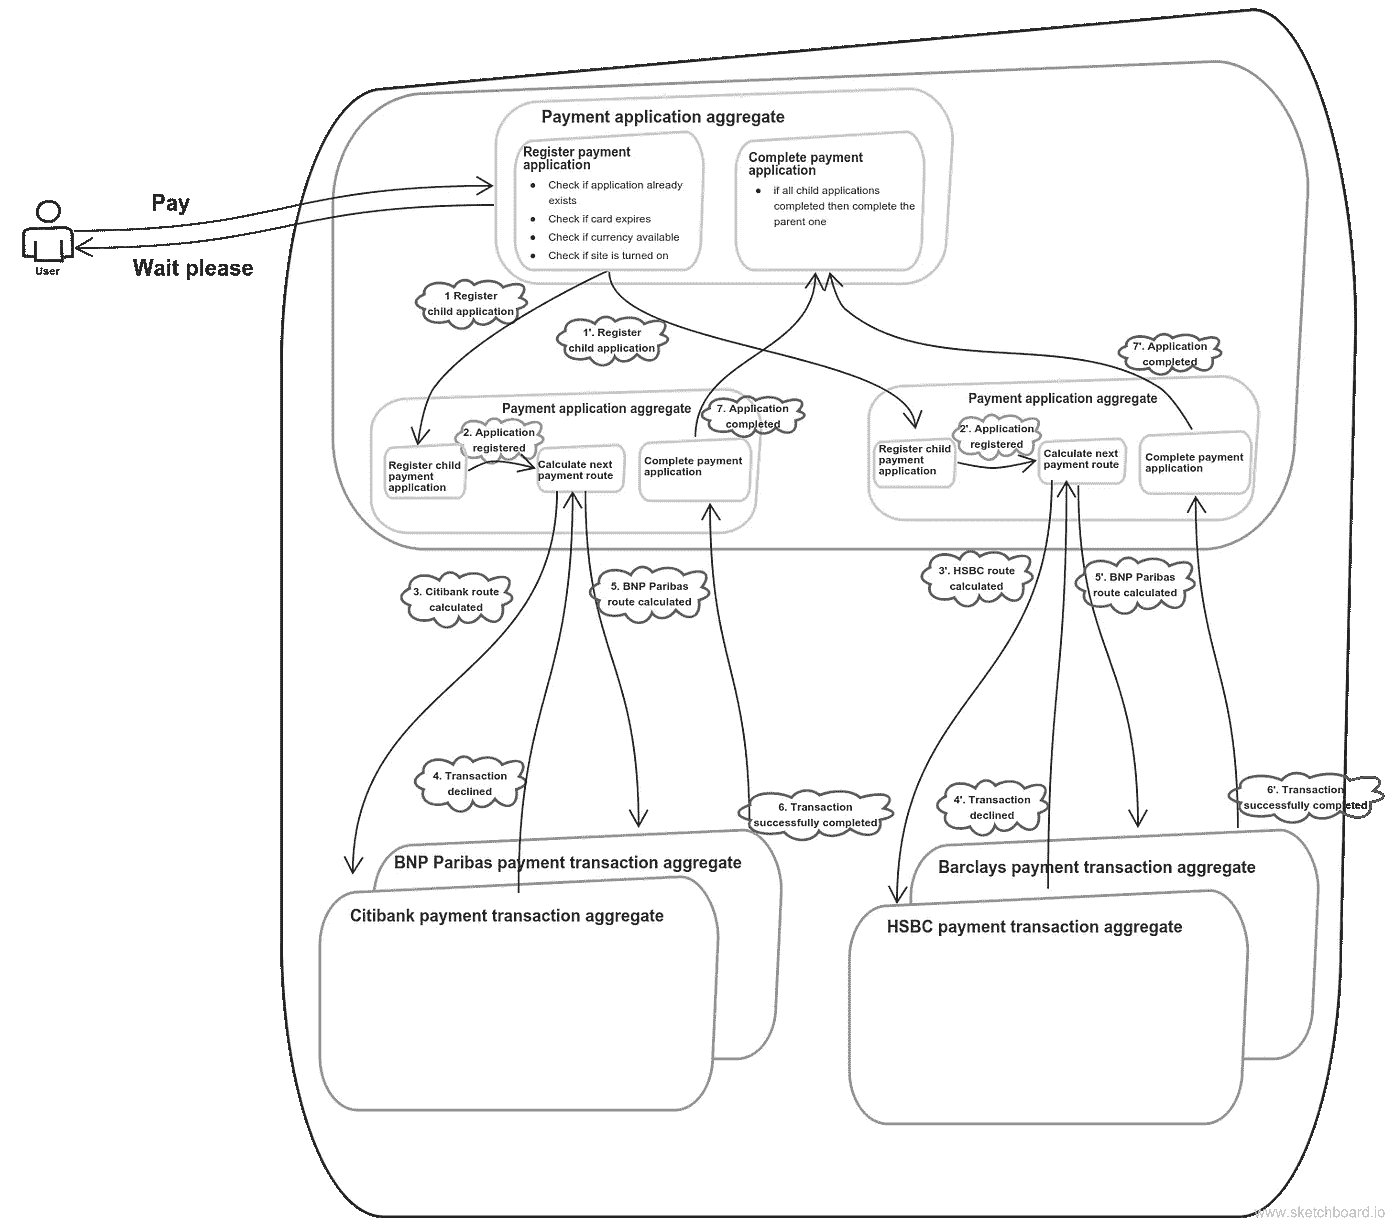 Payment application aggregate
Register payment
application
● Check if application already
exists
● Check if card expires
● Check if currency available
● Check if site is turned on
Complete payment
application
● if all child applications
completed then complete the
parent one
Pay
Wait please
User
1 Register
child application
1'. Register
child application
7'. Application
completed
Payment application aggregate
7. Application
completed
2. Application
registered
Register child
payment
application
Calculate next
payment route
Complete payment
application
Payment application aggregate
2'. Application
registered
Register child
payment
application
Calculate next
payment route
Complete payment
application
3. Citibank route
calculated
5. BNP Paribas
route calculated
3'. HSBC route
calculated
5'. BNP Paribas
route calculated
4. Transaction
declined
6. Transaction
successfully completed
4'. Transaction
declined
6'. Transaction
successfully completed
BNP Paribas payment transaction aggregate
Citibank payment transaction aggregate
Barclays payment transaction aggregate
HSBC payment transaction aggregate
www.sketchboard.io